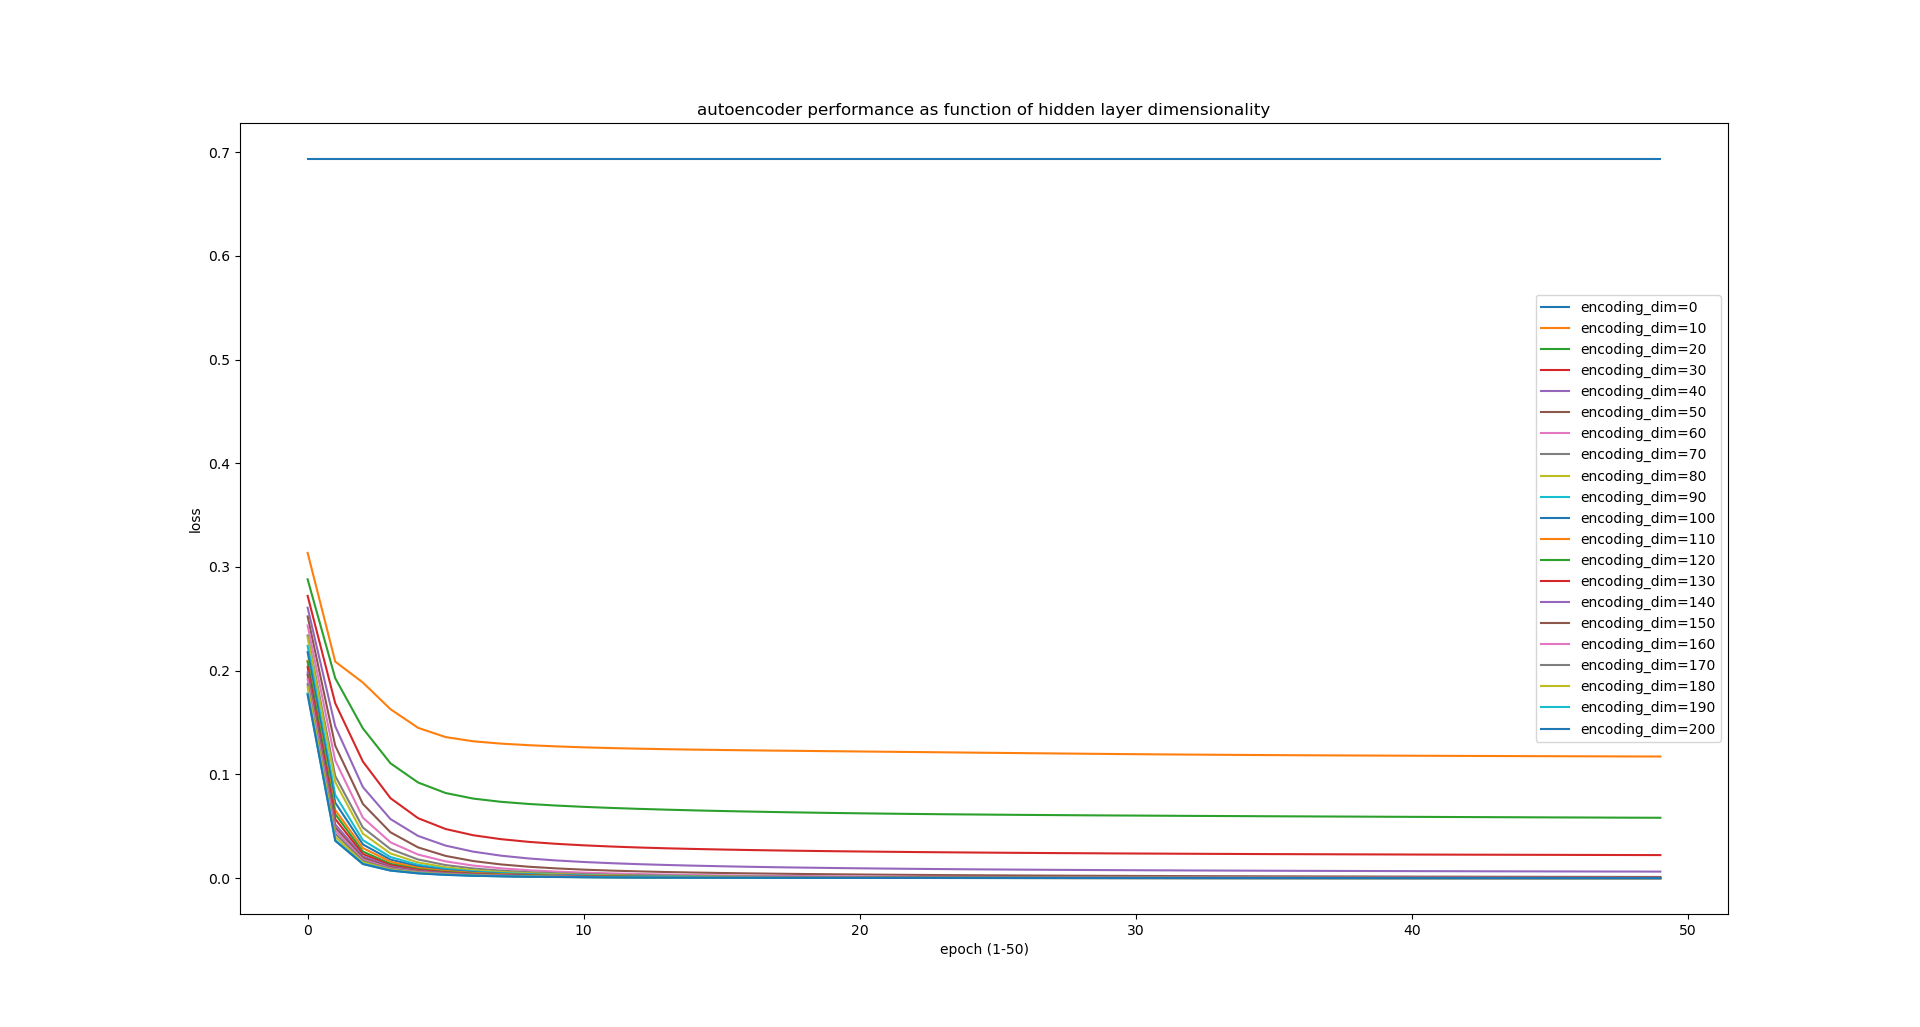 autoencoder performance as function of hidden layer dimensionality
0.7
0.6
0.5
0.4
0.3
0.2
0.1
0.0
loss
encoding_dim=0
encoding_dim=10
encoding_dim=20
encoding_dim=30
encoding_dim=40
encoding_dim=50
encoding_dim=60
encoding_dim=70
encoding_dim=80
encoding_dim=90
encoding_dim=100
encoding_dim=110
encoding_dim=120
encoding_dim=130
encoding_dim=140
encoding_dim=150
encoding_dim=160
encoding_dim=170
encoding_dim=180
encoding_dim=190
encoding_dim=200
0 10 20 30 40 50
epoch (1-50)